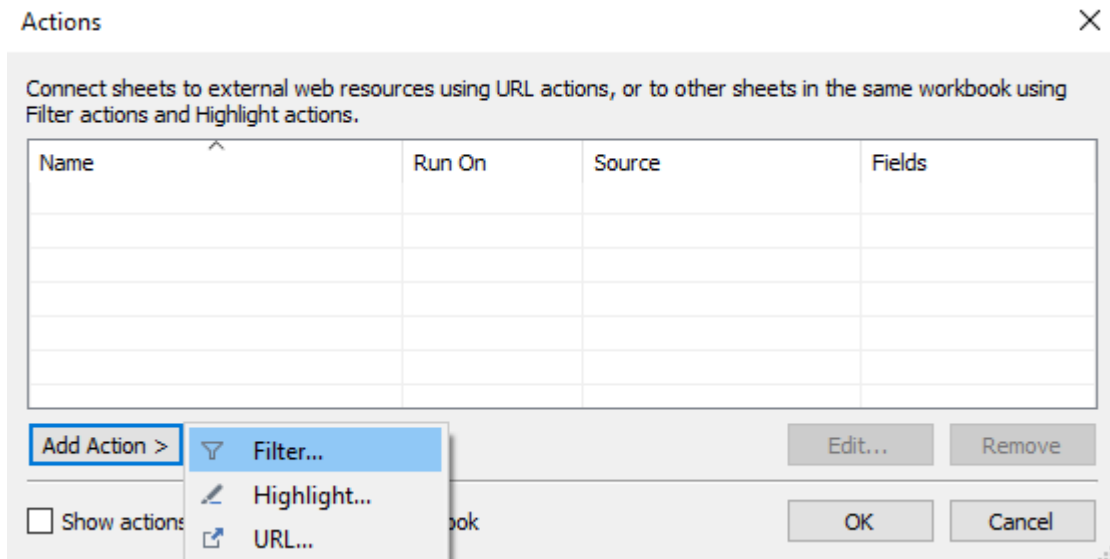 Actions
Connect sheets to external web resources using URL actions, or to other sheets in the same workbook using
Filter actions and Highlight actions.
Name Run On Source Fields
Add Action > Filter... Edit... Remove
Highlight...
Show actions ook OK Cancel
URL...